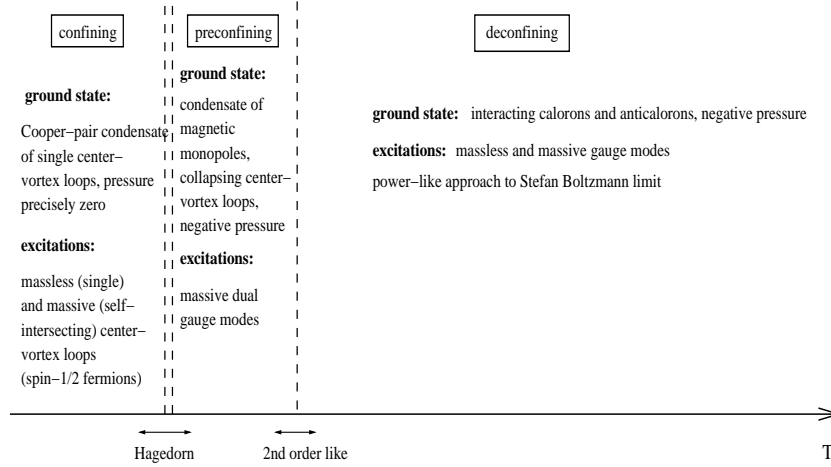 confining
ground state:
Cooper−pair condensate
of single center−
vortex loops, pressure
precisely zero
excitations:
massless (single)
and massive (self−
intersecting) center−
vortex loops
(spin−1/2 fermions)
preconfining
ground state:
condensate of
magnetic
monopoles,
collapsing center−
vortex loops,
negative pressure
excitations:
massive dual
gauge modes
deconfining
ground state: interacting calorons and anticalorons, negative pressure
excitations: massless and massive gauge modes
power−like approach to Stefan Boltzmann limit
Hagedorn
2nd order like
T